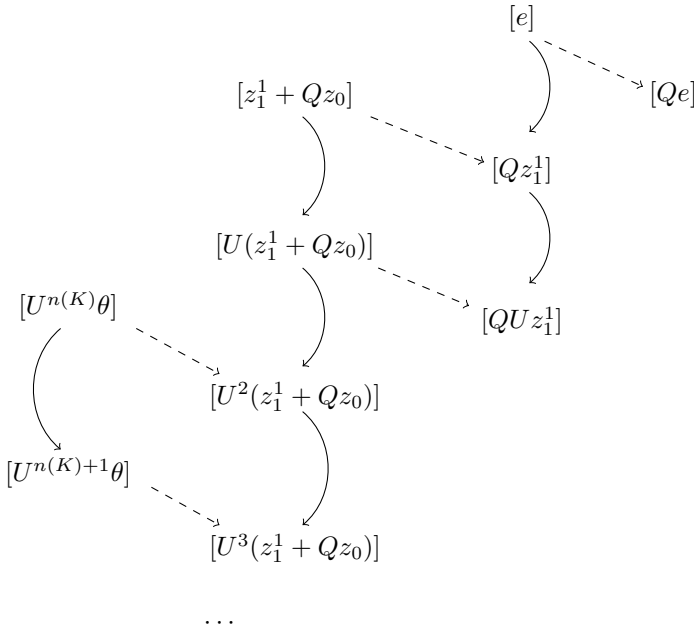 [e]
[z_1^1 + Qz_0] [Qe]
[Qz_1^1]
[U(z_1^1 + Qz_0)]
[U^{n(K)}θ] [QUz_1^1]
[U^2(z_1^1 + Qz_0)]
[U^{n(K)+1}θ]
[U^3(z_1^1 + Qz_0)]
...